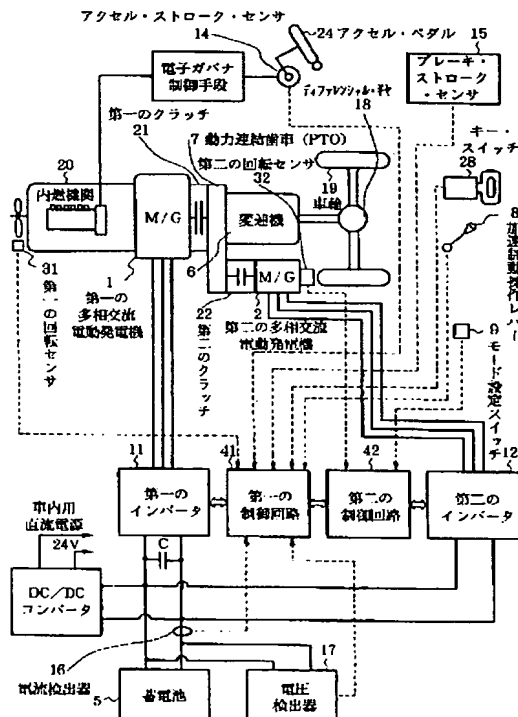 アクセル・ストローク・センサ
14
24 アクセル・ペダル
15
電子ガバナ
制御手段
ブレーキ・
ストローク・
センサ
ディファレンシャル・ギヤ
18
第一のクラッチ
21
7 動力連結歯車(PTO)
第二の回転センサ
32
キー・
スイッチ
28
20
内燃機関
M/G
変速機
19
車輪
8
加速制動操作レバー
6
M/G
31
第一の回転センサ
1
第一の
多相交流
電動発電機
22
第二のクラッチ
2
第二の多相交流
電動発電機
9
モード設定スイッチ
11
41
42
12
第一の
インバータ
第一の
制御回路
第二の
制御回路
第二の
インバータ
車内用
直流電源
24V
C
DC/DC
コンバータ
16
電流検出器
17
5
蓄電池
電圧
検出器